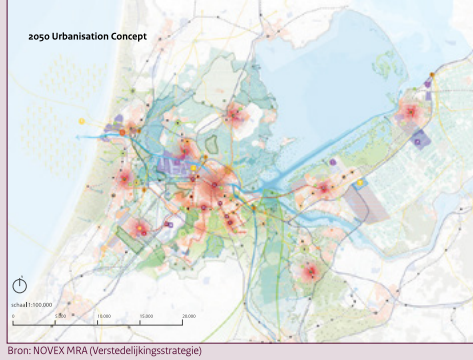 2050 Urbanisation Concept
schaal 1:100.000
0 5.000 10.000 15.000 20.000
Bron: NOVEX MRA (Verstedelijkingsstrategie)